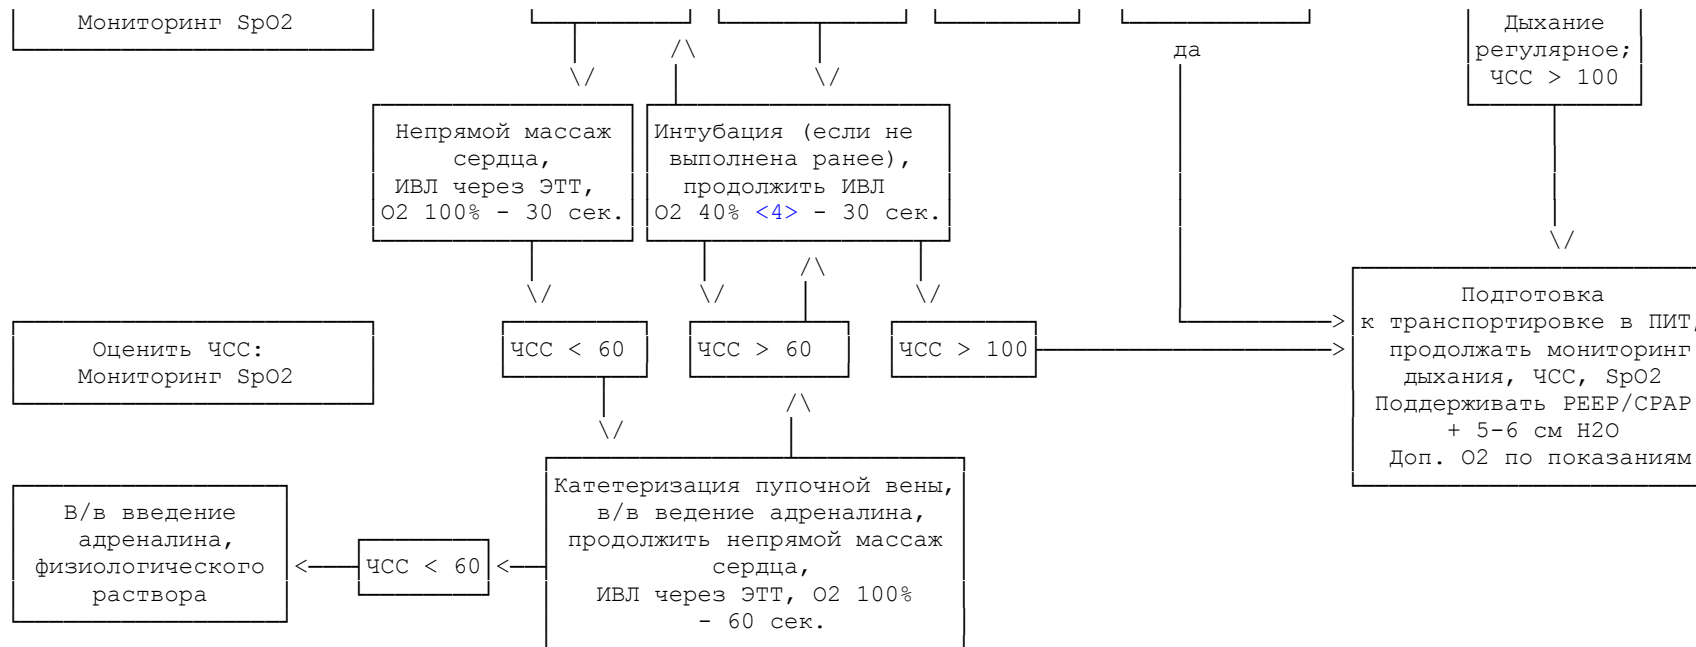 Мониторинг SpO2
Дыхание
регулярное;
ЧСС > 100
да
Непрямой массаж
сердца,
ИВЛ через ЭТТ,
O2 100% - 30 сек.
Интубация (если не
выполнена ранее),
продолжить ИВЛ
O2 40% <4> - 30 сек.
Оценить ЧСС:
Мониторинг SpO2
ЧСС < 60
ЧСС > 60
ЧСС > 100
Подготовка
к транспортировке в ПИТ,
продолжать мониторинг
дыхания, ЧСС, SpO2
Поддерживать PEEP/CPAP
+ 5-6 см H2O
Доп. O2 по показаниям
В/в введение
адреналина,
физиологического
раствора
ЧСС < 60
Катетеризация пупочной вены,
в/в ведение адреналина,
продолжить непрямой массаж
сердца,
ИВЛ через ЭТТ, O2 100%
- 60 сек.